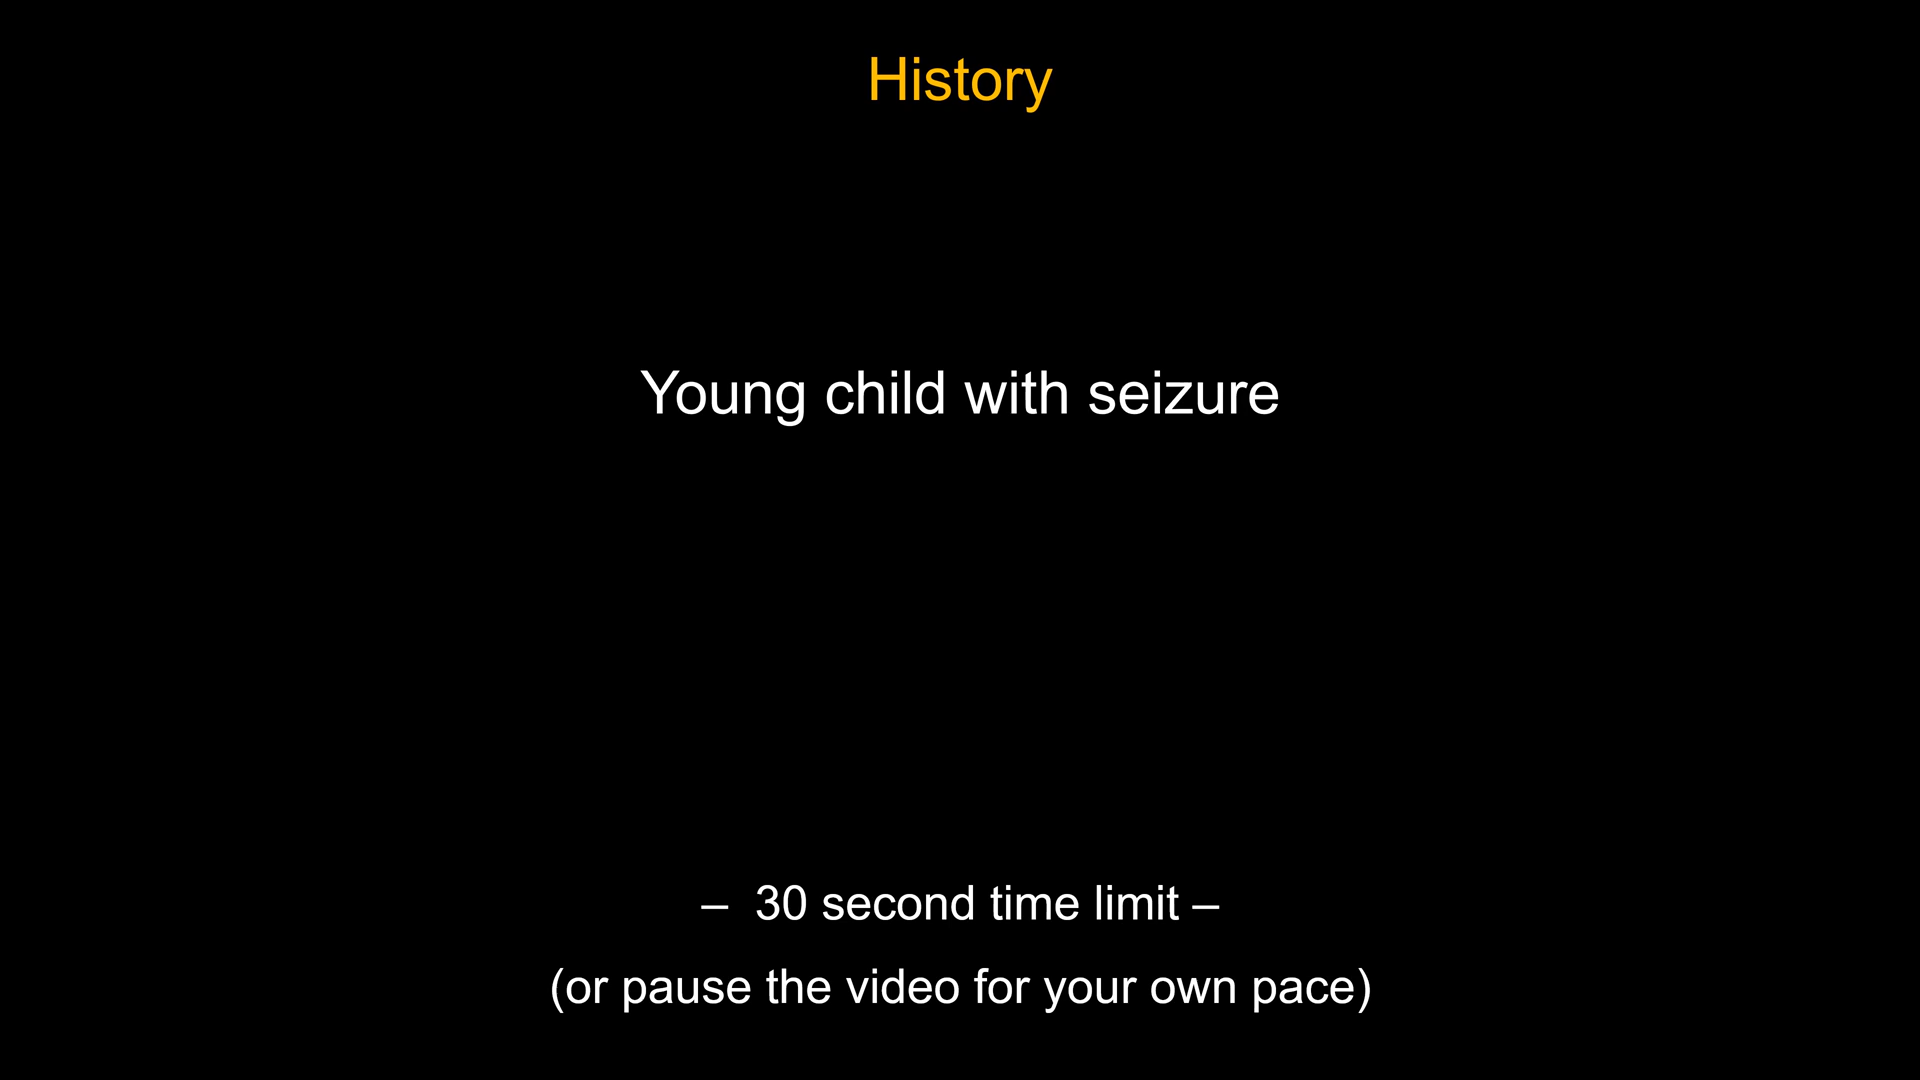 History
Young child with seizure
– 30 second time limit –
(or pause the video for your own pace)